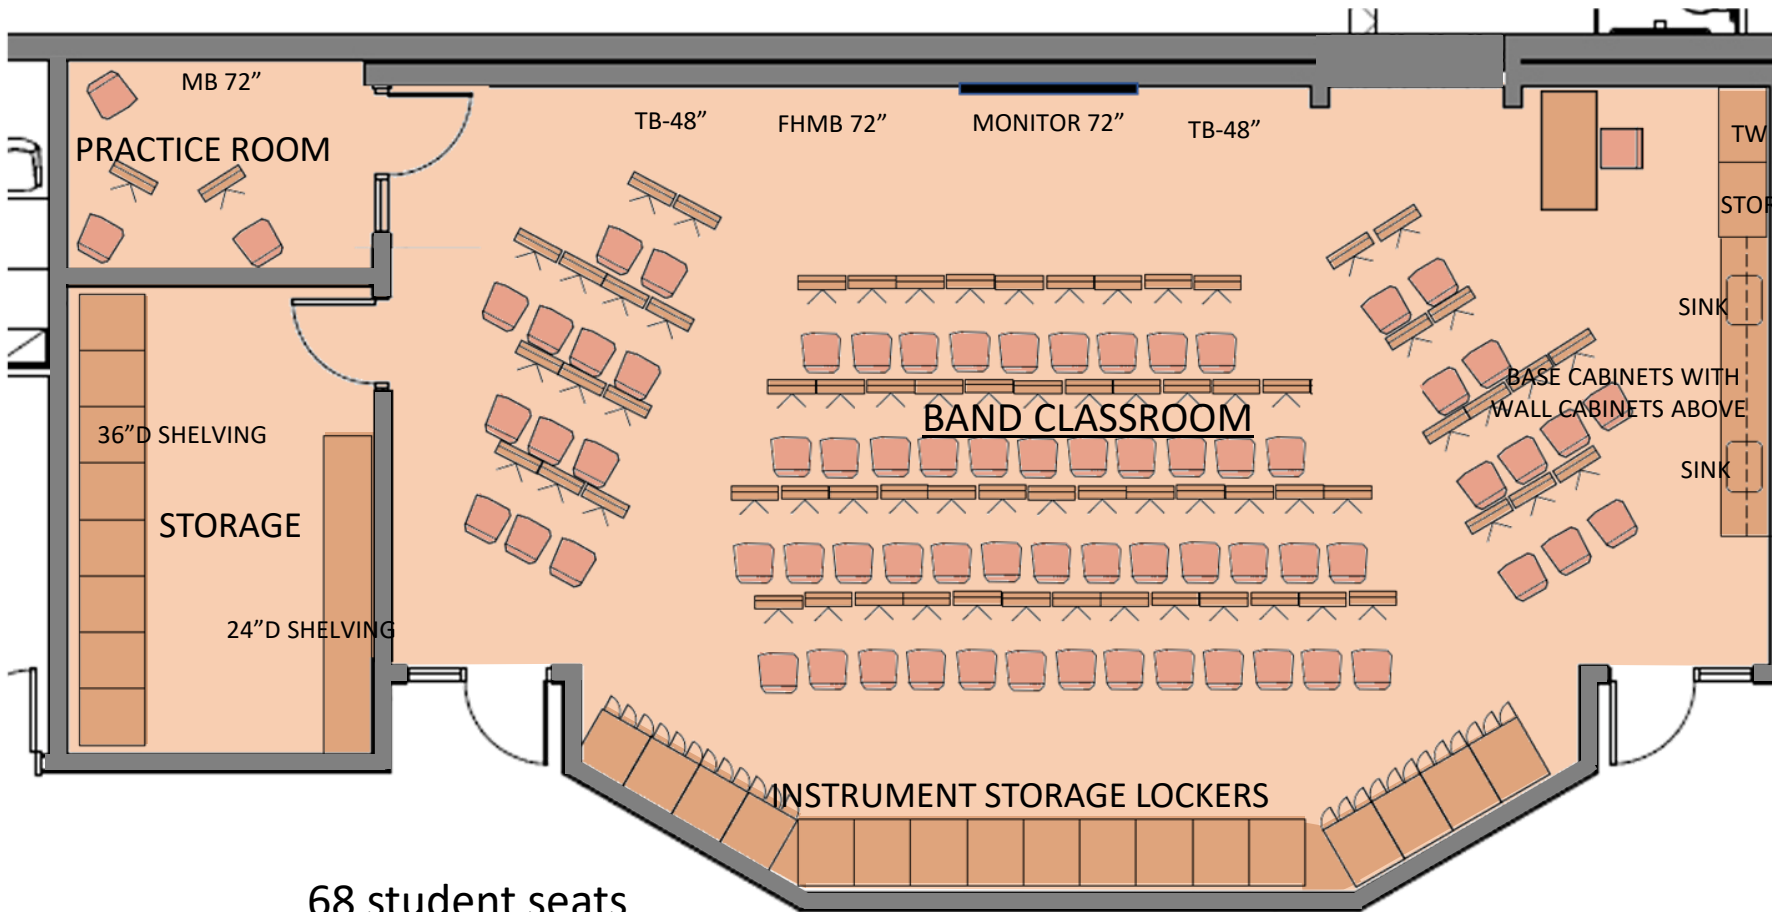 MB 72”
PRACTICE ROOM
TB-48”
FHMB 72”
MONITOR 72”
TB-48”
TW
STOR
SINK
BASE CABINETS WITH
WALL CABINETS ABOVE
SINK
BAND CLASSROOM
36”D SHELVING
STORAGE
24”D SHELVING
INSTRUMENT STORAGE LOCKERS
68 student seats